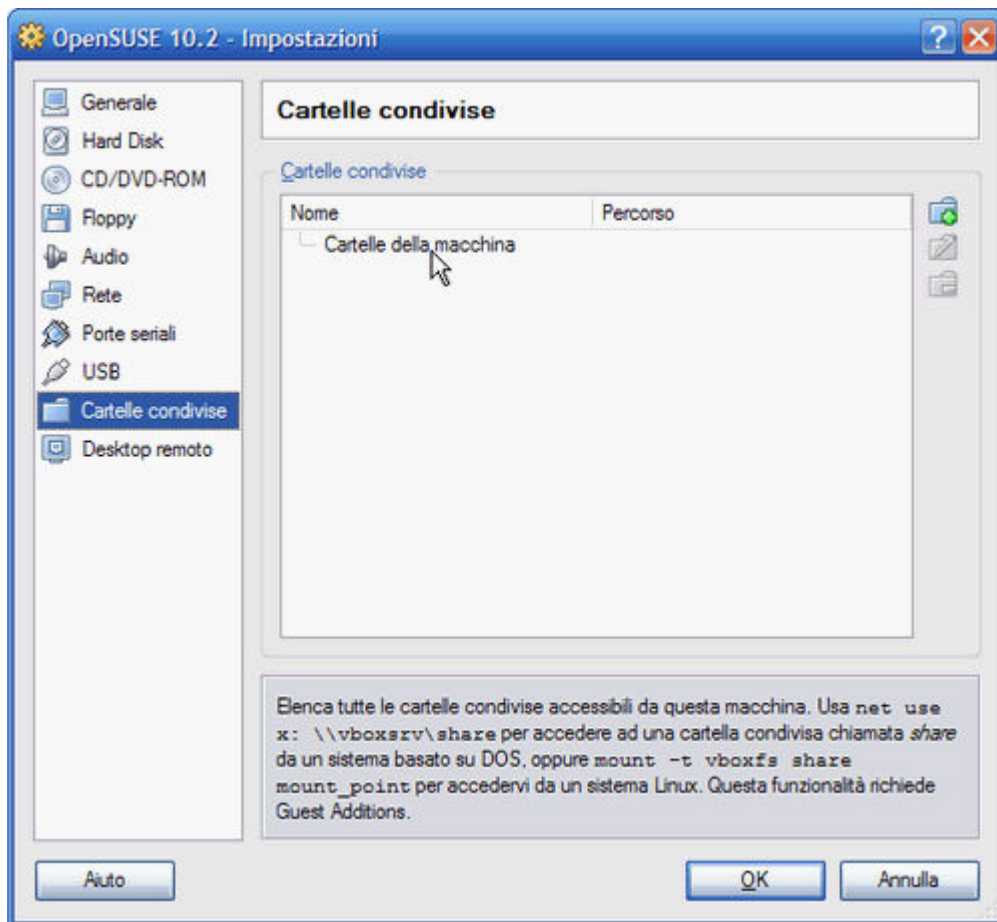 OpenSUSE 10.2 - Impostazioni
Generale
Hard Disk
CD/DVD-ROM
Floppy
Audio
Rete
Porte seriali
USB
Cartelle condivise
Desktop remoto
Cartelle condivise
Cartelle condivise
Nome Percorso
Cartelle della macchina
Elenca tutte le cartelle condivise accessibili da questa macchina. Usa net use
x: \\vboxsrv\share per accedere ad una cartella condivisa chiamata share
da un sistema basato su DOS, oppure mount -t vboxfs share
mount_point per accedervi da un sistema Linux. Questa funzionalità richiede
Guest Additions.
Aiuto OK Annulla